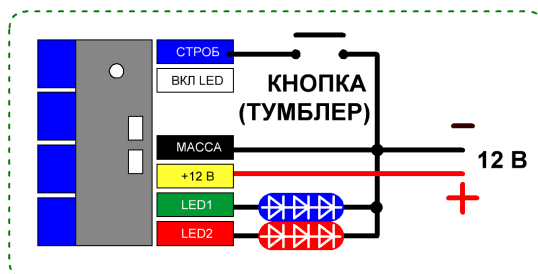 СТРОБ
ВКЛ LED
КНОПКА
(ТУМБЛЕР)
МАССА
+12 В
12 В
LED1
LED2